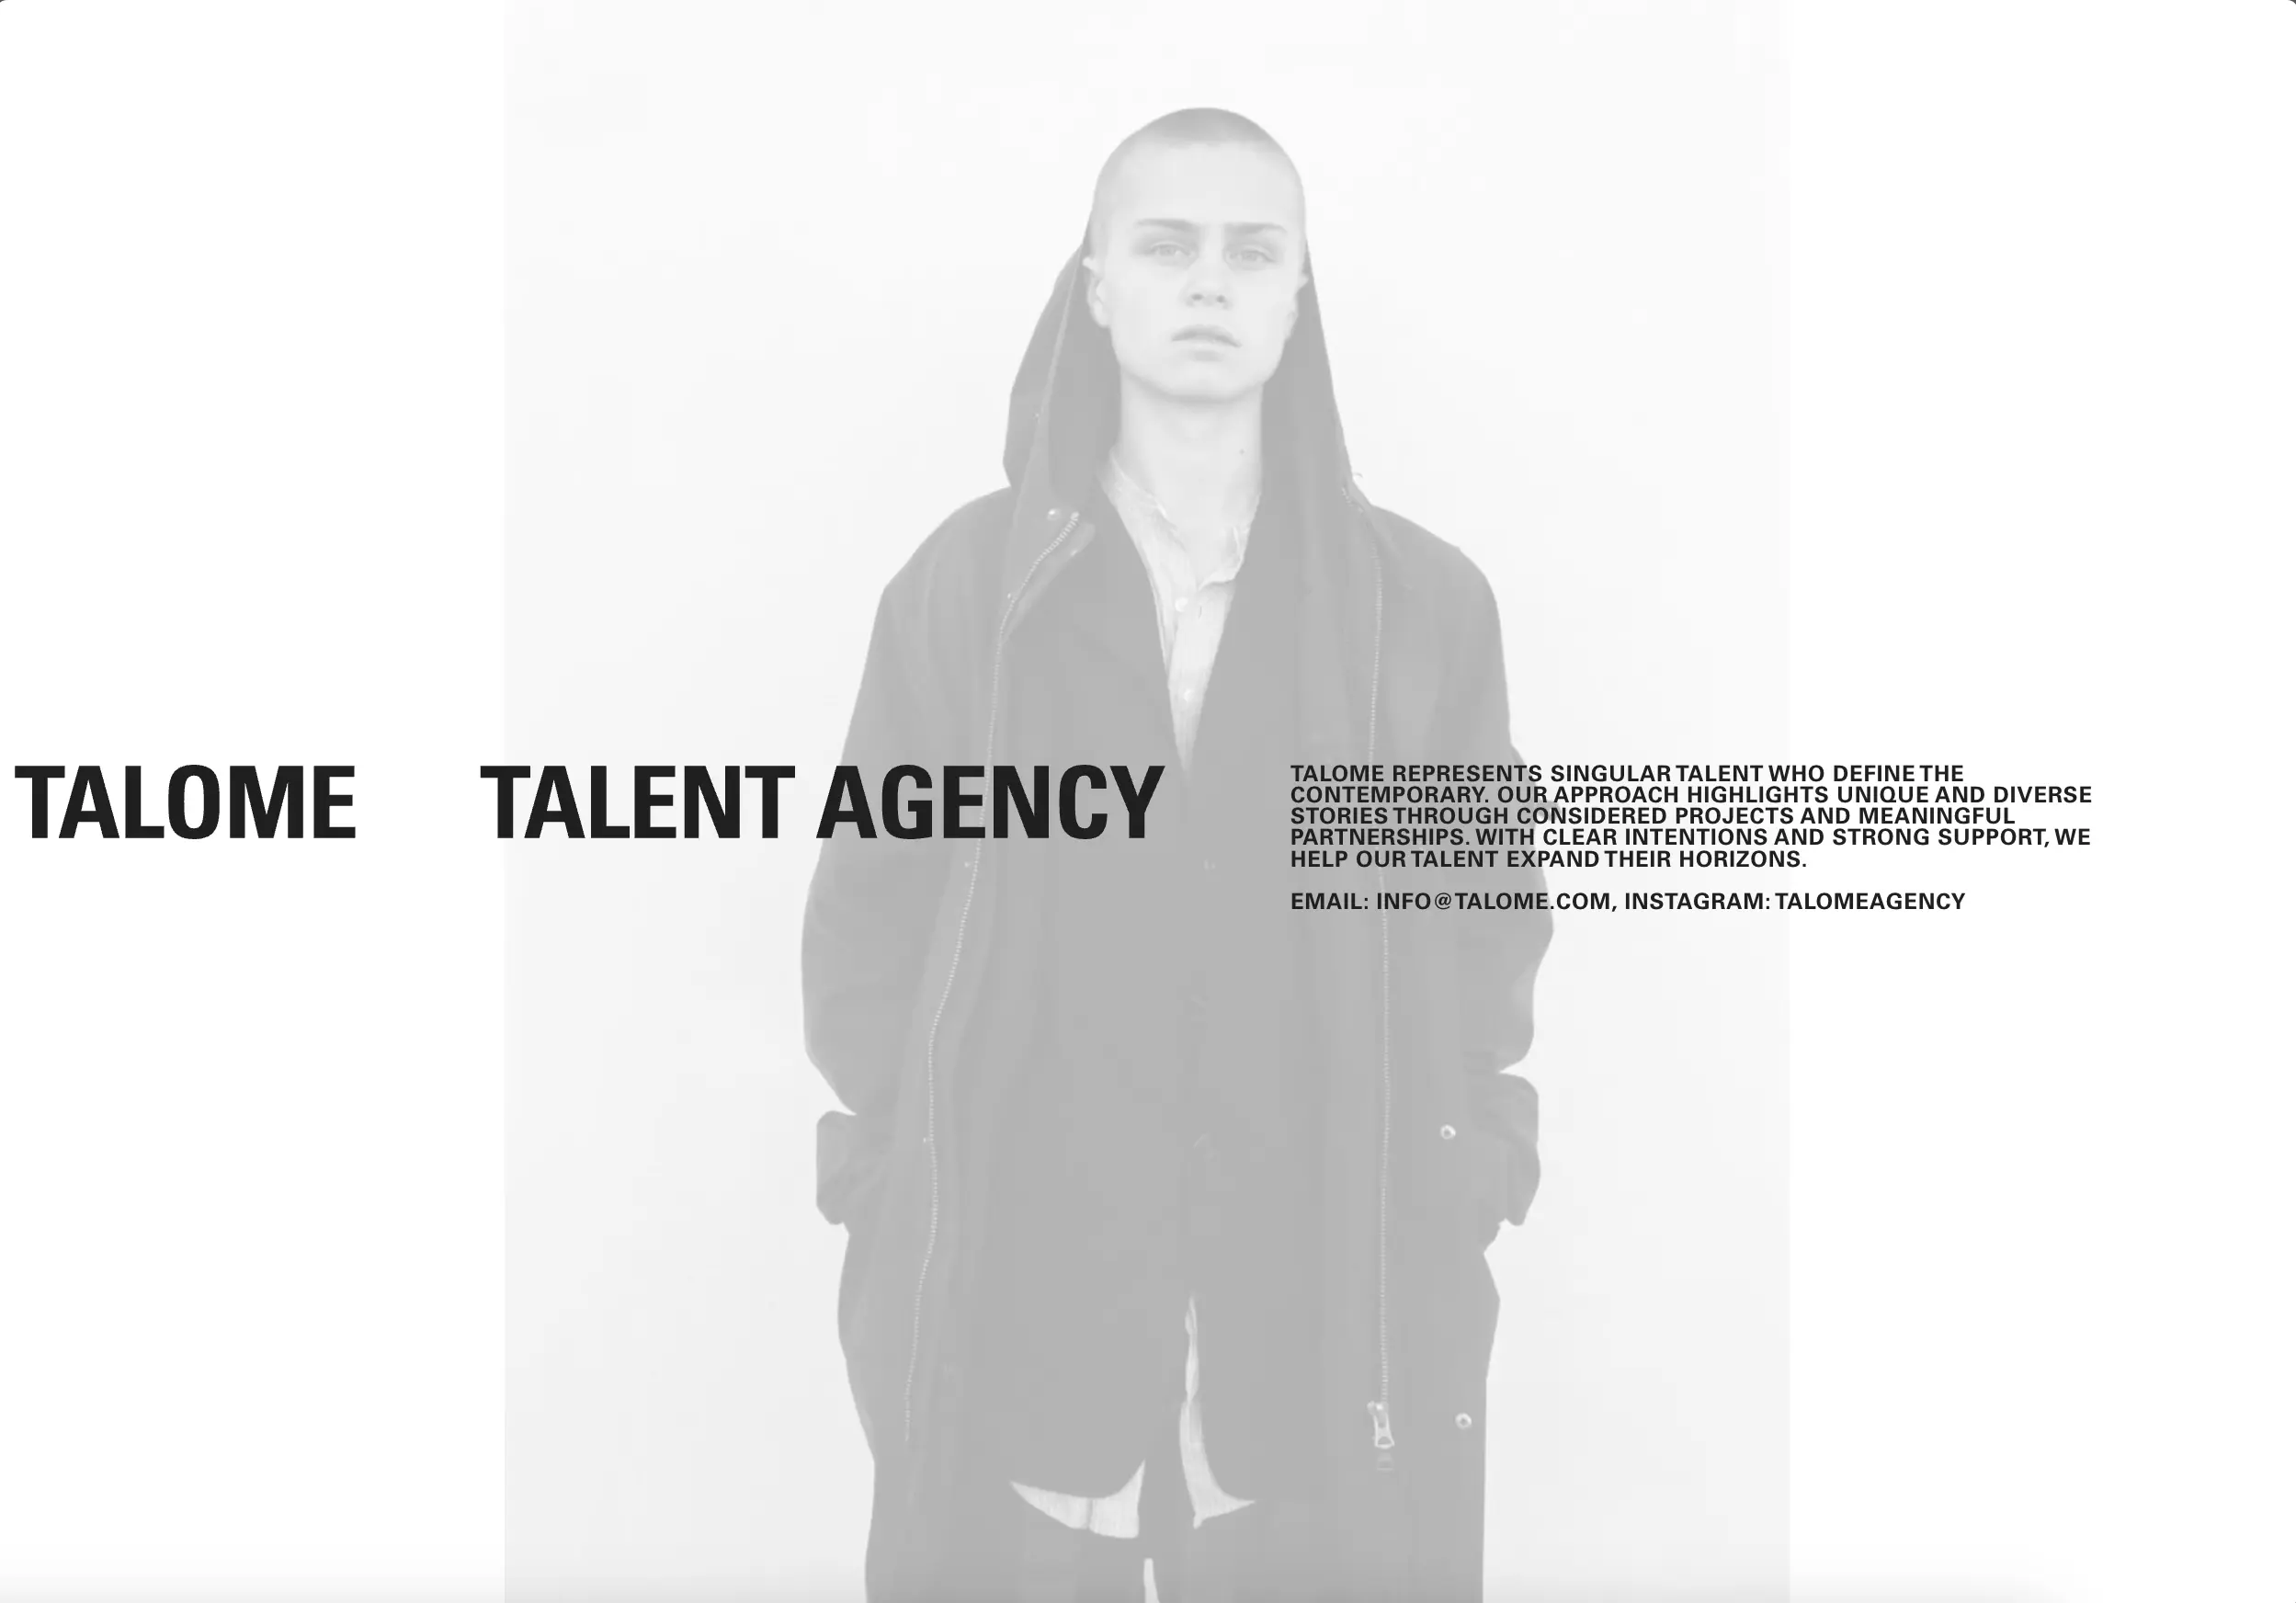 TALOME
TALENT AGENCY
TALOME REPRESENTS SINGULAR TALENT WHO DEFINE THE
CONTEMPORARY. OUR APPROACH HIGHLIGHTS UNIQUE AND DIVERSE
STORIES THROUGH CONSIDERED PROJECTS AND MEANINGFUL
PARTNERSHIPS. WITH CLEAR INTENTIONS AND STRONG SUPPORT, WE
HELP OUR TALENT EXPAND THEIR HORIZONS.
EMAIL: INFO@TALOME.COM, INSTAGRAM: TALOMEAGENCY